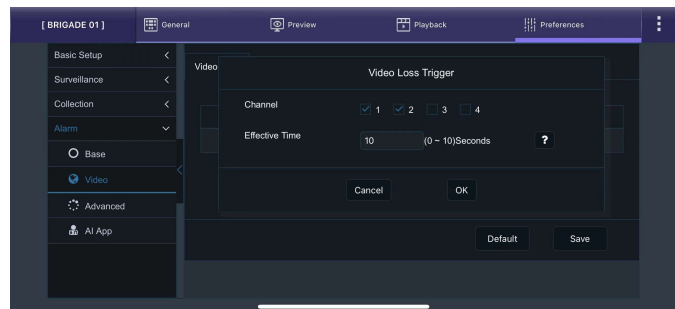 [ BRIGADE 01 ] General Preview Playback Preferences
Basic Setup
Surveillance
Collection
Alarm
Base
Video
Advanced
AI App
Video
Video Loss Trigger
Channel 1 2 3 4
Effective Time 10 (0 ~ 10)Seconds ?
Cancel OK
Default Save